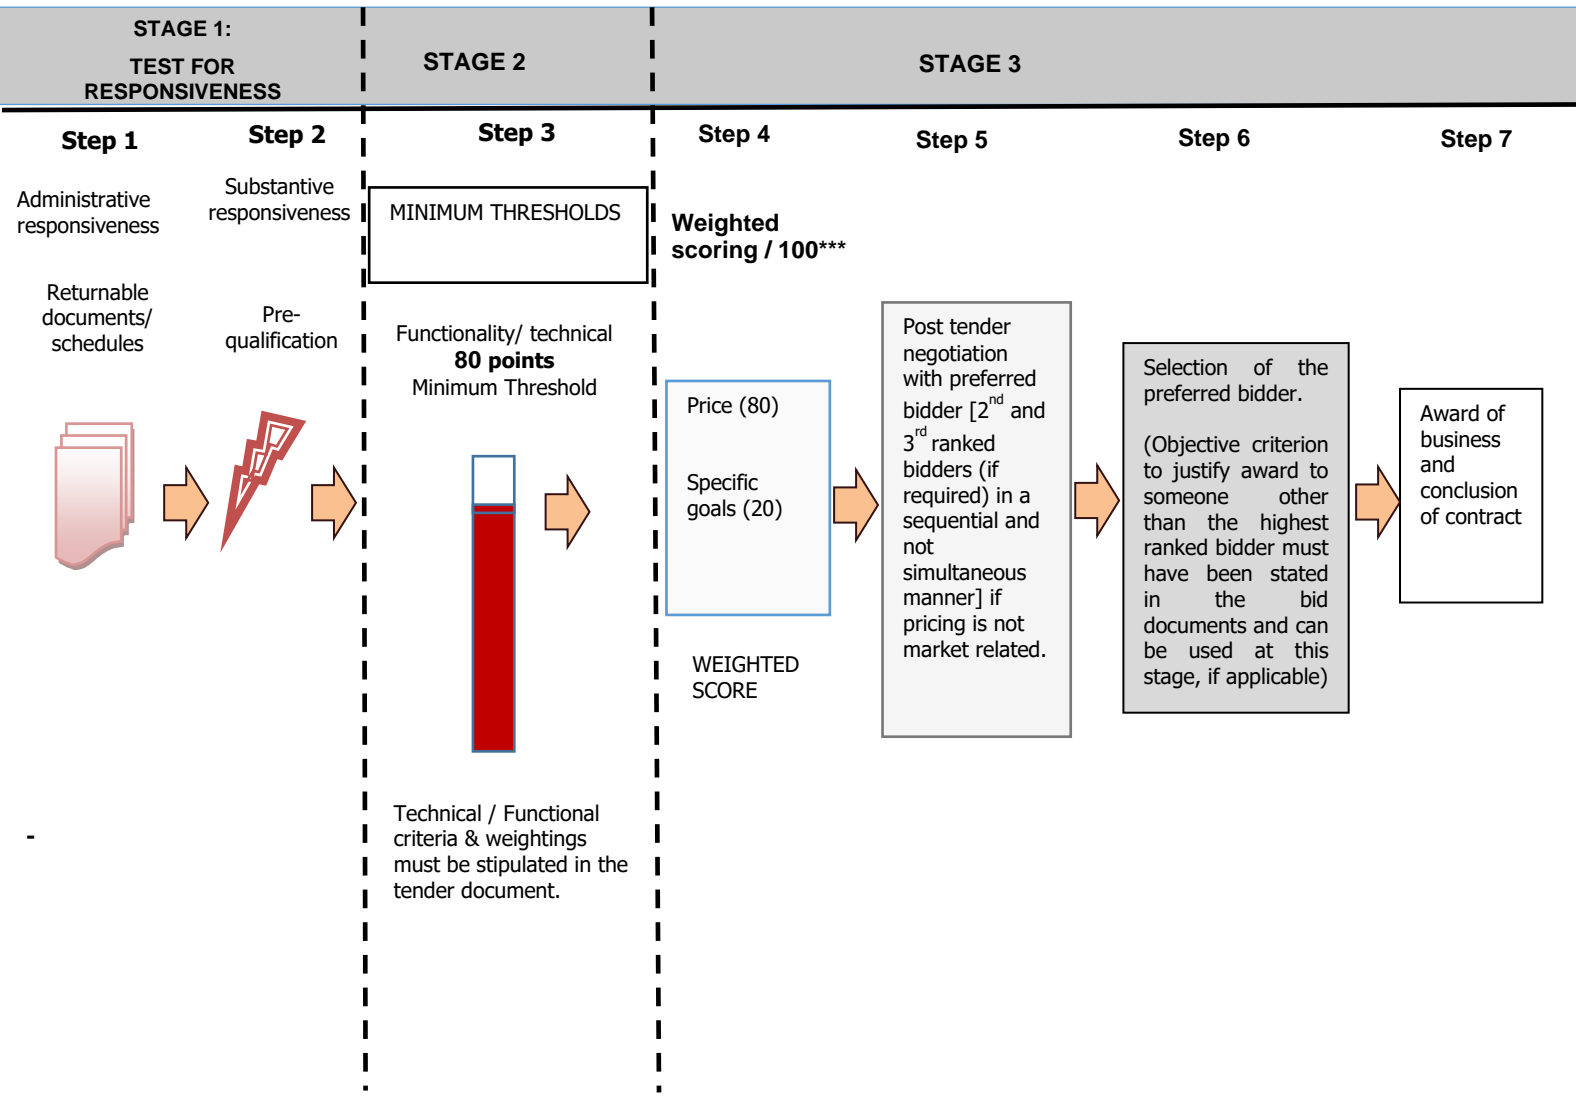 STAGE 1:
TEST FOR
RESPONSIVENESS
STAGE 2
STAGE 3
Step 1
Step 2
Step 3
Step 4
Step 5
Step 6
Step 7
Administrative
responsiveness
Returnable
documents/
schedules
Substantive
responsiveness
Pre-
qualification
MINIMUM THRESHOLDS
Functionality/ technical
80 points
Minimum Threshold
Technical / Functional
criteria & weightings
must be stipulated in the
tender document.
Weighted
scoring / 100***
Price (80)
Specific
goals (20)
WEIGHTED
SCORE
Post tender
negotiation
with preferred
bidder [2nd and
3rd ranked
bidders (if
required) in a
sequential and
not
simultaneous
manner] if
pricing is not
market related.
Selection of the
preferred bidder.
(Objective criterion
to justify award to
someone other
than the highest
ranked bidder must
have been stated
in the bid
documents and can
be used at this
stage, if applicable)
Award of
business
and
conclusion
of contract
-